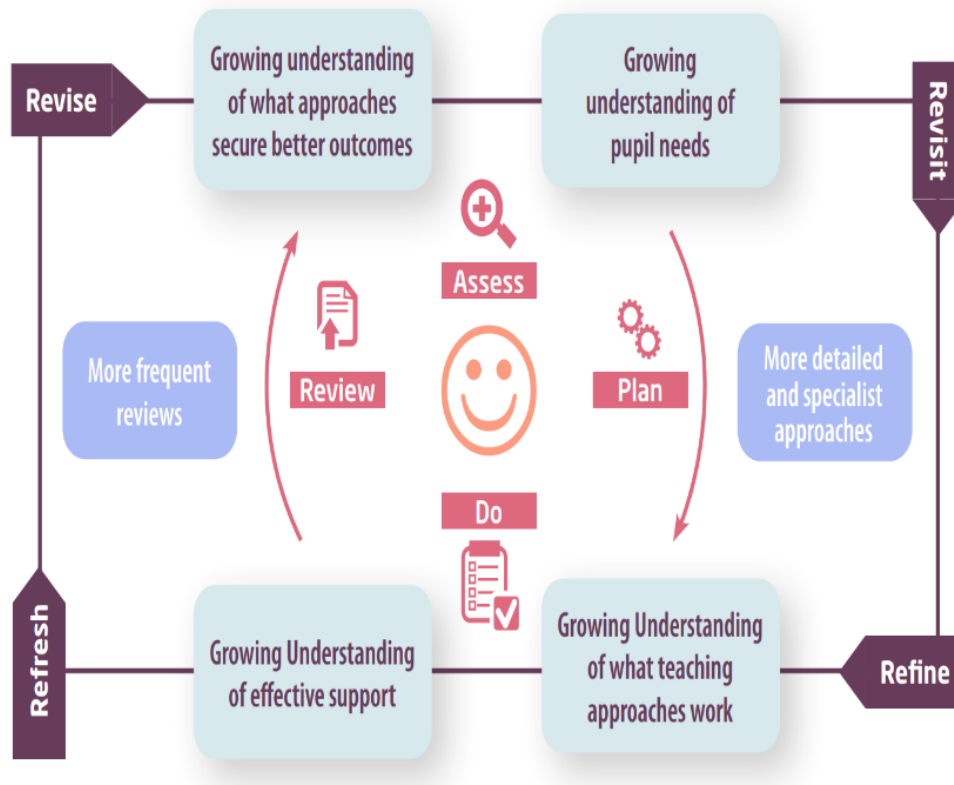 Revise
Growing understanding
of what approaches
secure better outcomes
Growing
understanding of
pupil needs
Revisit
Assess
More frequent
reviews
Review
Plan
More detailed
and specialist
approaches
Do
Refresh
Growing Understanding
of effective support
Growing Understanding
of what teaching
approaches work
Refine